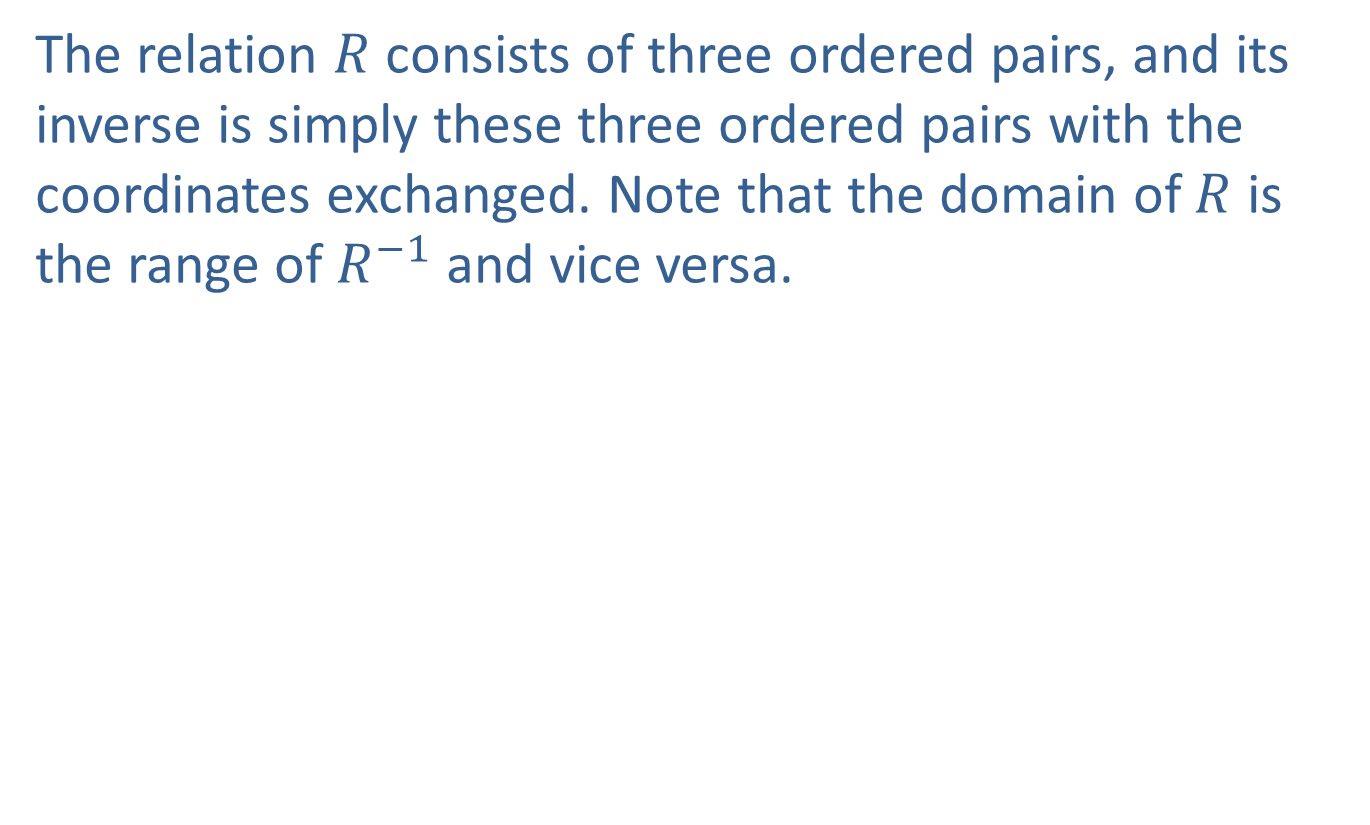 The relation R consists of three ordered pairs, and its
inverse is simply these three ordered pairs with the
coordinates exchanged. Note that the domain of R is
the range of R⁻¹ and vice versa.